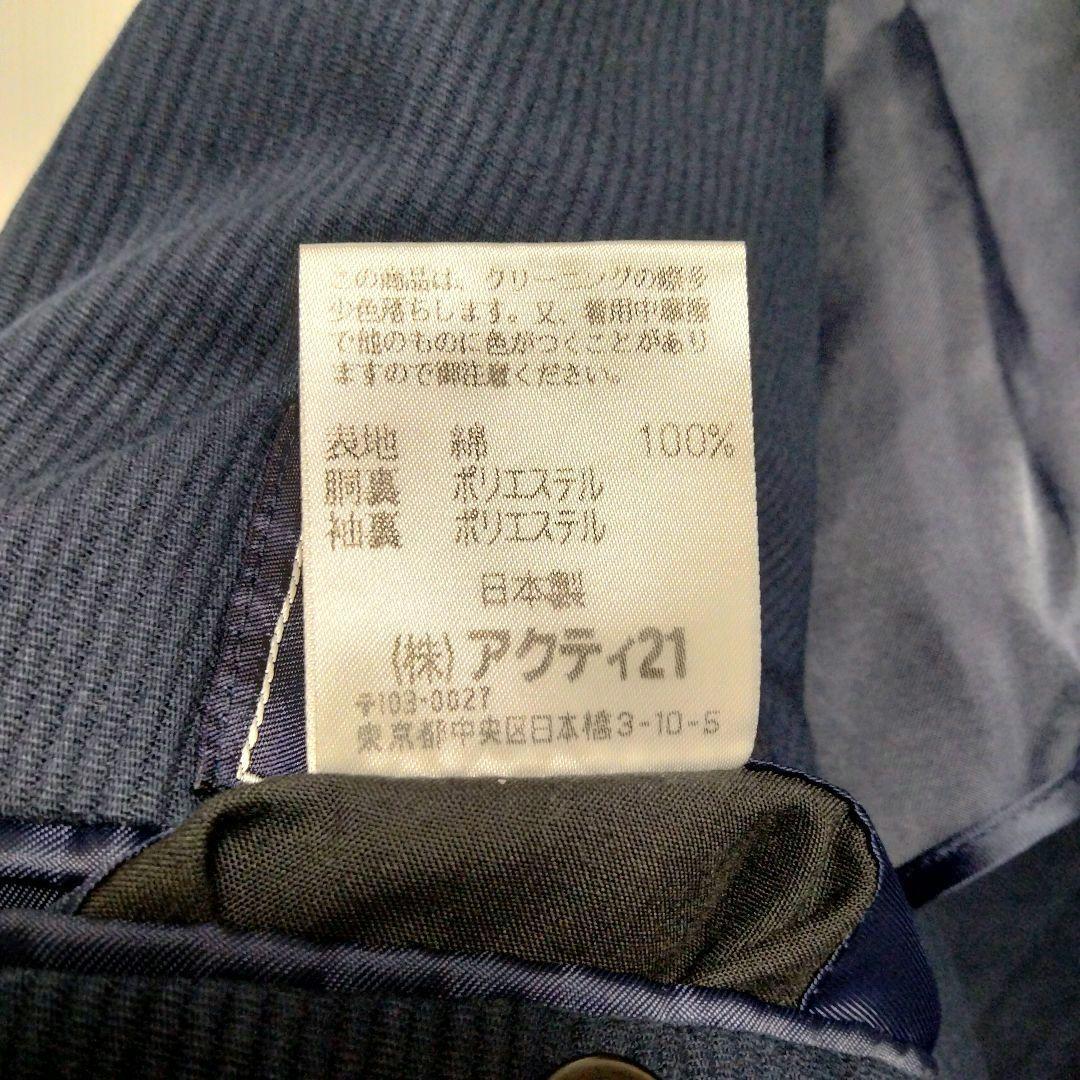 この商品は、クリーニングの際多
少色落ちします。又、着用中摩擦
で他のものに色がつくことがあり
ますので御注意ください。
表地 綿 100%
胴裏 ポリエステル
袖裏 ポリエステル
日本製
(株)アクティ21
〒103-0027
東京都中央区日本橋3-10-5